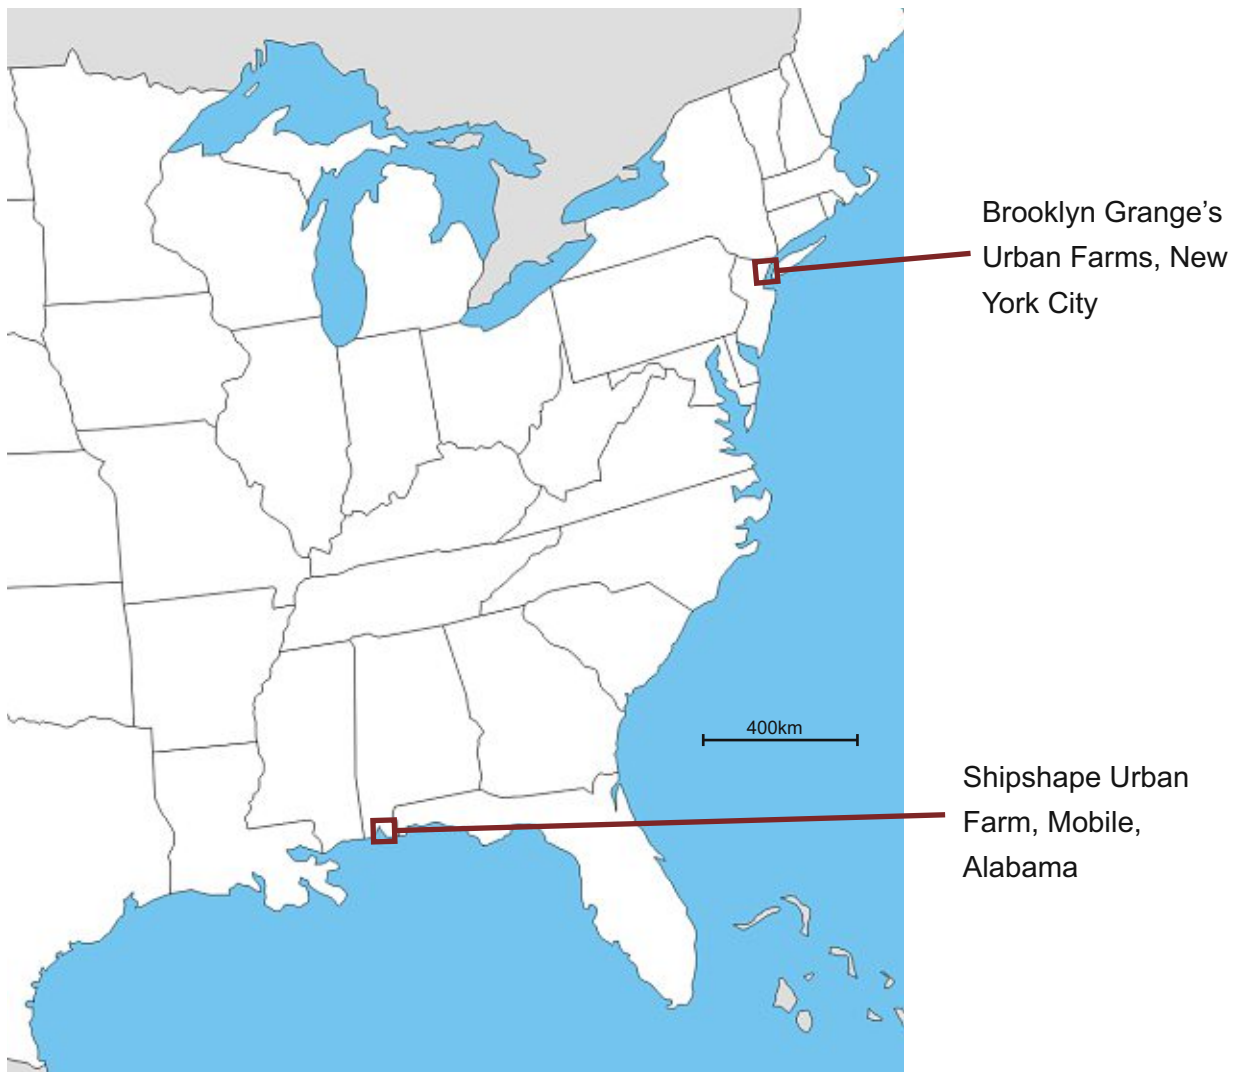 Brooklyn Grange’s
Urban Farms, New
York City
400km
Shipshape Urban
Farm, Mobile,
Alabama